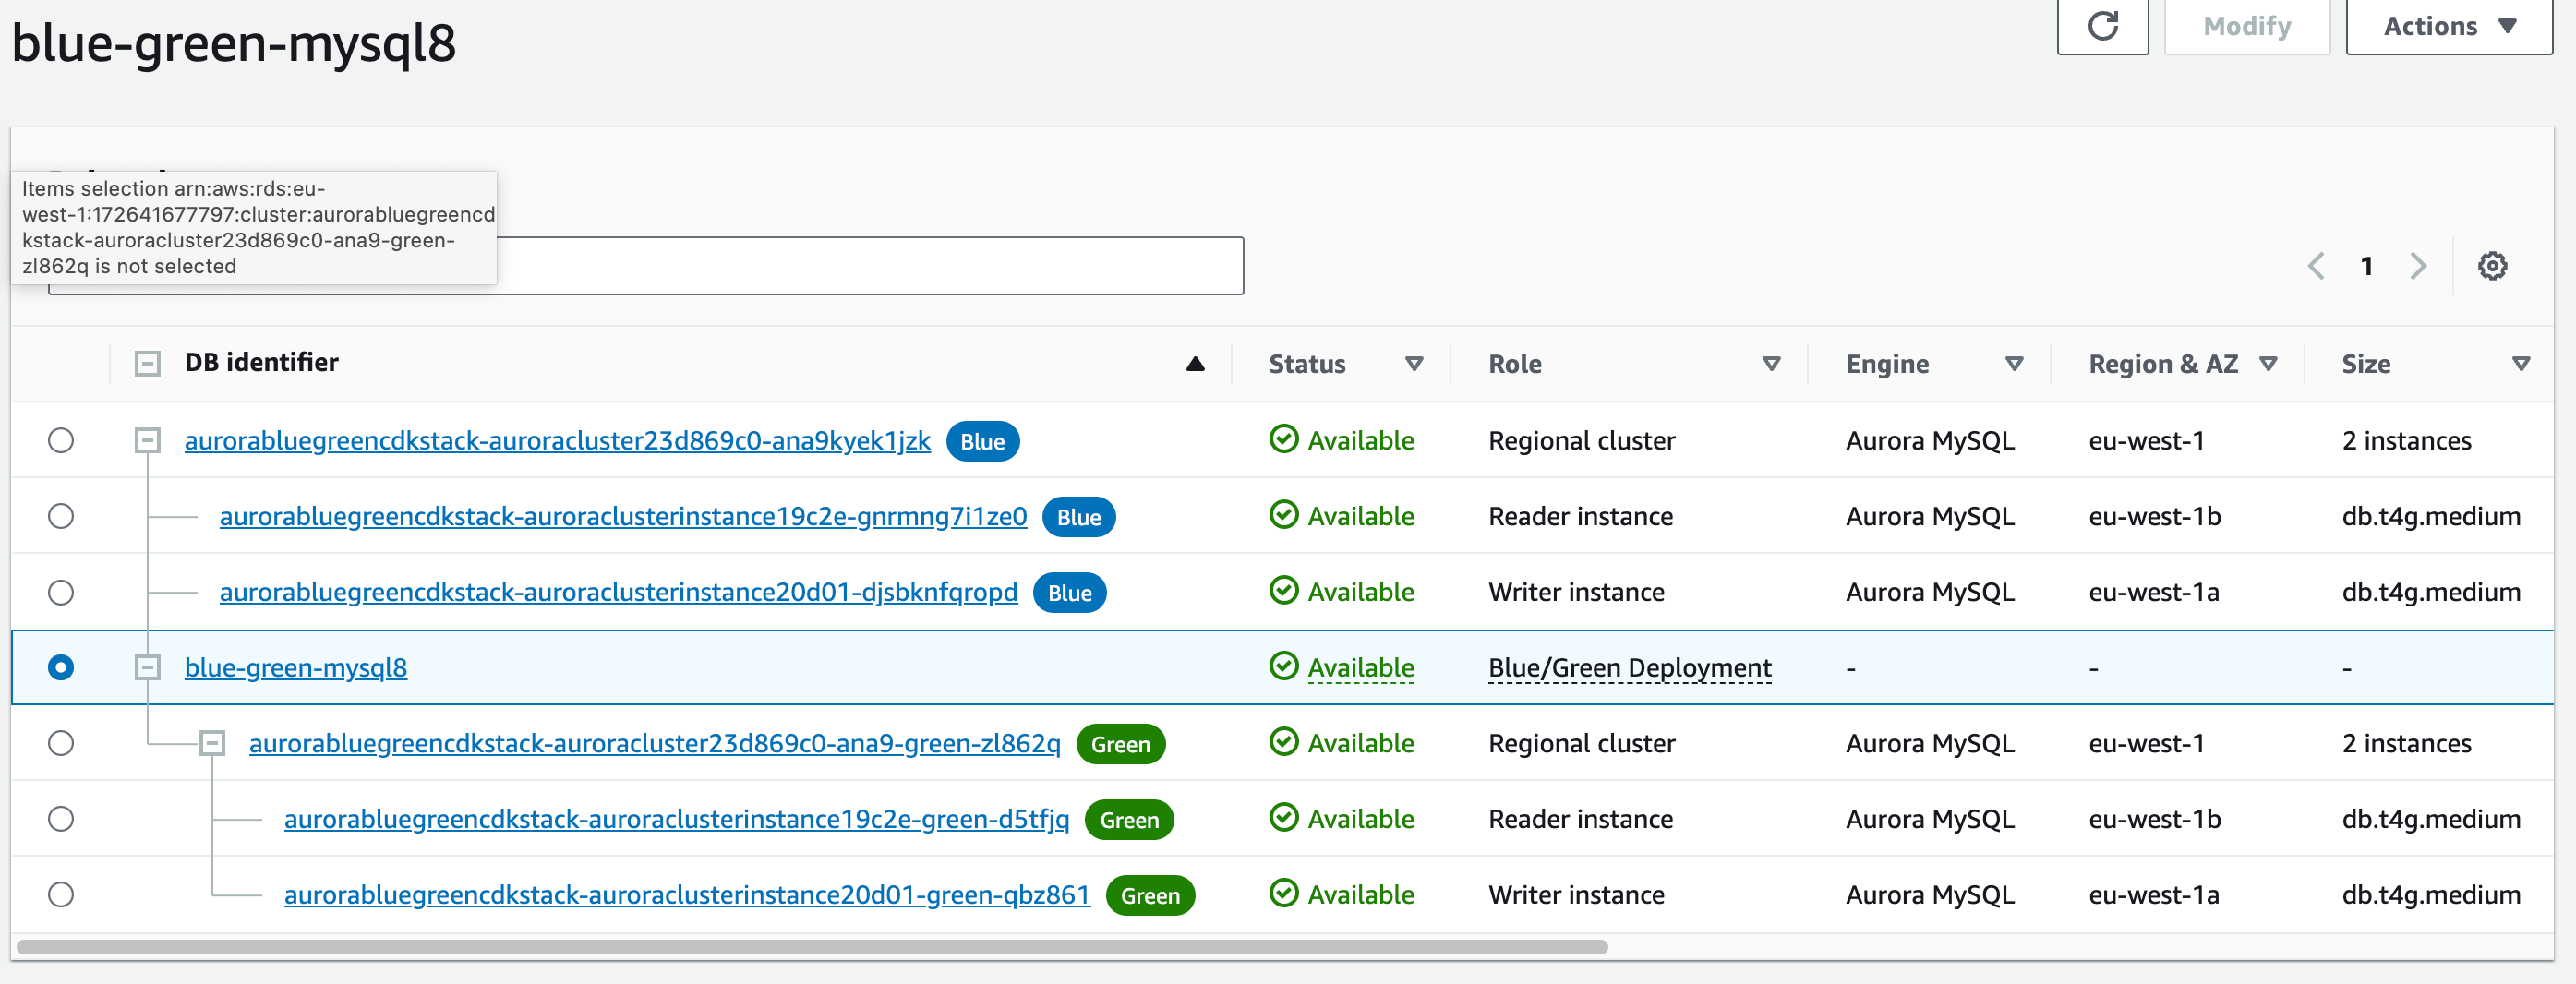 blue-green-mysql8
Modify
Actions
Items selection arn:aws:rds:eu-
west-1:172641677797:cluster:aurorabluegreencd
kstack-auroracluster23d869c0-ana9-green-
zl862q is not selected
1
DB identifier Status Role Engine Region & AZ Size
aurorabluegreencdkstack-auroracluster23d869c0-ana9kyek1jzk Blue Available Regional cluster Aurora MySQL eu-west-1 2 instances
aurorabluegreencdkstack-auroraclusterinstance19c2e-gnrmng7i1ze0 Blue Available Reader instance Aurora MySQL eu-west-1b db.t4g.medium
aurorabluegreencdkstack-auroraclusterinstance20d01-djsbknfqropd Blue Available Writer instance Aurora MySQL eu-west-1a db.t4g.medium
blue-green-mysql8 Available Blue/Green Deployment - - -
aurorabluegreencdkstack-auroracluster23d869c0-ana9-green-zl862q Green Available Regional cluster Aurora MySQL eu-west-1 2 instances
aurorabluegreencdkstack-auroraclusterinstance19c2e-green-d5tfjq Green Available Reader instance Aurora MySQL eu-west-1b db.t4g.medium
aurorabluegreencdkstack-auroraclusterinstance20d01-green-qbz861 Green Available Writer instance Aurora MySQL eu-west-1a db.t4g.medium